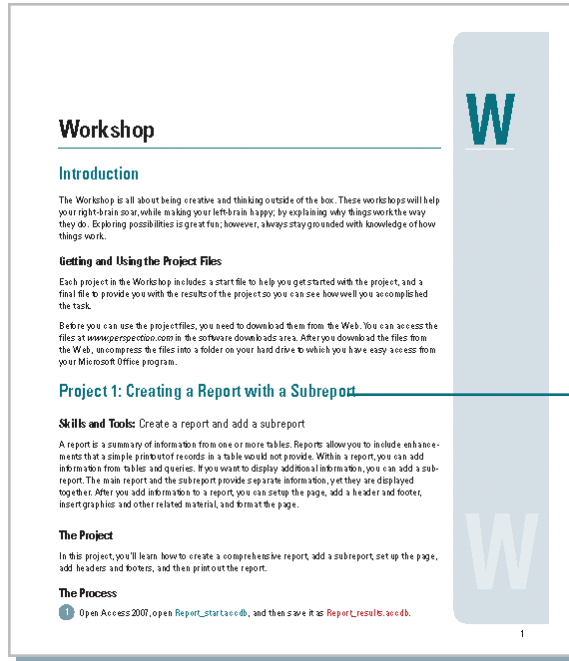 W
Workshop
Introduction
The Workshop is all about being creative and thinking outside of the box. These workshops will help
your right-brain soar, while making your left-brain happy; by explaining why things work the way
they do. Exploring possibilities is great fun; however, always stay grounded with knowledge of how
things work.
Getting and Using the Project Files
Each project in the Workshop includes a start file to help you get started with the project, and a
final file to provide you with the results of the project so you can see how well you accomplished
the task.
Before you can use the project files, you need to download them from the Web. You can access the
files at www.perspection.com in the software downloads area. After you download the files from
the Web, uncompress the files into a folder on your hard drive to which you have easy access from
your Microsoft Office program.
Project 1: Creating a Report with a Subreport
Skills and Tools: Create a report and add a subreport
A report is a summary of information from one or more tables. Reports allow you to include enhance-
ments that a simple printout of records in a table would not provide. Within a report, you can add
information from tables and queries. If you want to display additional information, you can add a sub-
report. The main report and the subreport provide separate information, yet they are displayed
together. After you add information to a report, you can setup the page, add a header and footer,
insert graphics and other related material, and format the page.
The Project
In this project, you'll learn how to create a comprehensive report, add a subreport, set up the page,
add headers and footers, and then print out the report.
The Process
1 Open Access 2007, open Report_start.accdb, and then save it as Report_results.accdb.
W
1